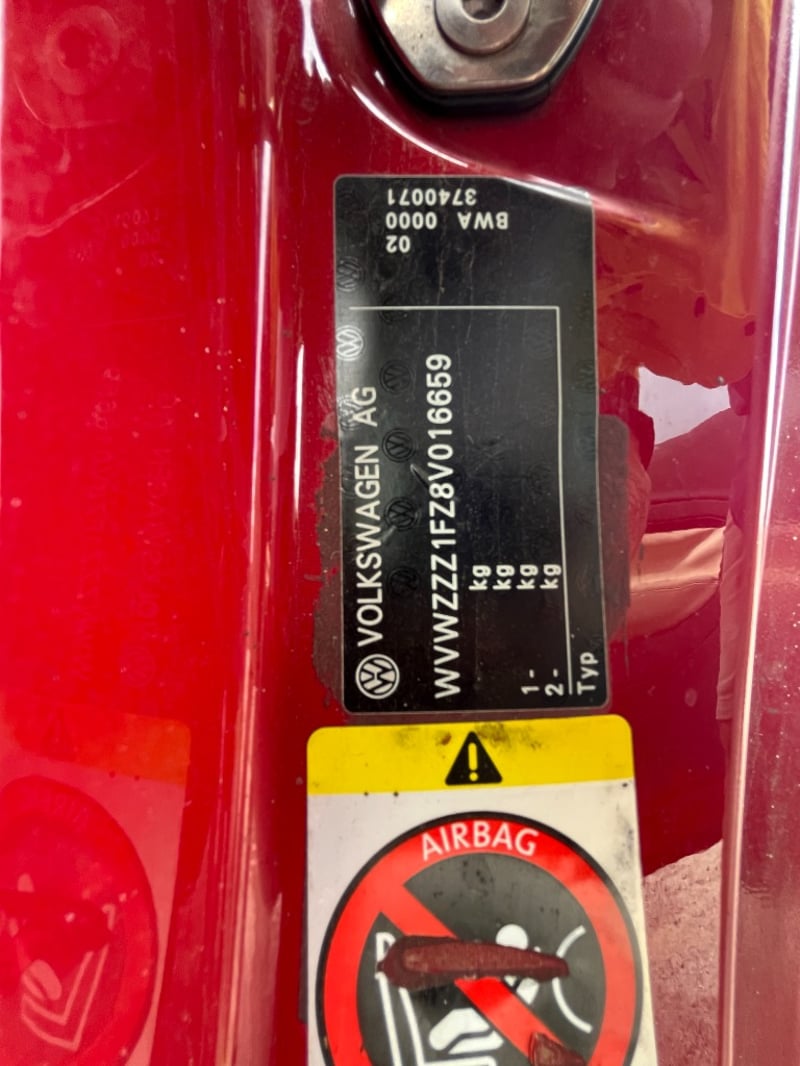 VOLKSWAGEN AG
WVWZZZ1FZ8V016659
kg
kg
1- kg
2- kg
Typ
02
BWA 0000
3740071
AIRBAG